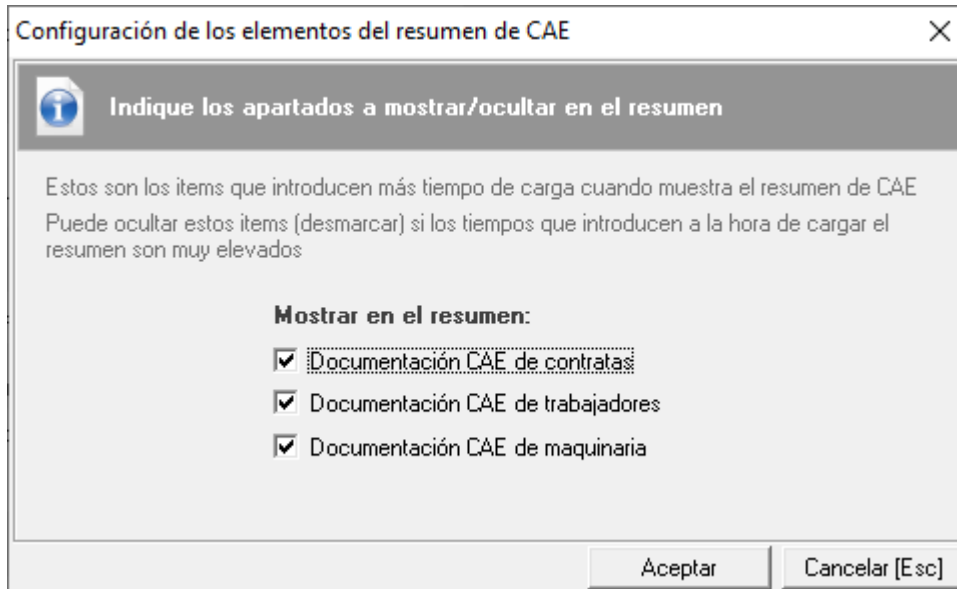 Configuración de los elementos del resumen de CAE
Indique los apartados a mostrar/ocultar en el resumen
Estos son los items que introducen más tiempo de carga cuando muestra el resumen de CAE
Puede ocultar estos items (desmarcar) si los tiempos que introducen a la hora de cargar el
resumen son muy elevados
Mostrar en el resumen:
Documentación CAE de contratas
Documentación CAE de trabajadores
Documentación CAE de maquinaria
Aceptar
Cancelar [Esc]